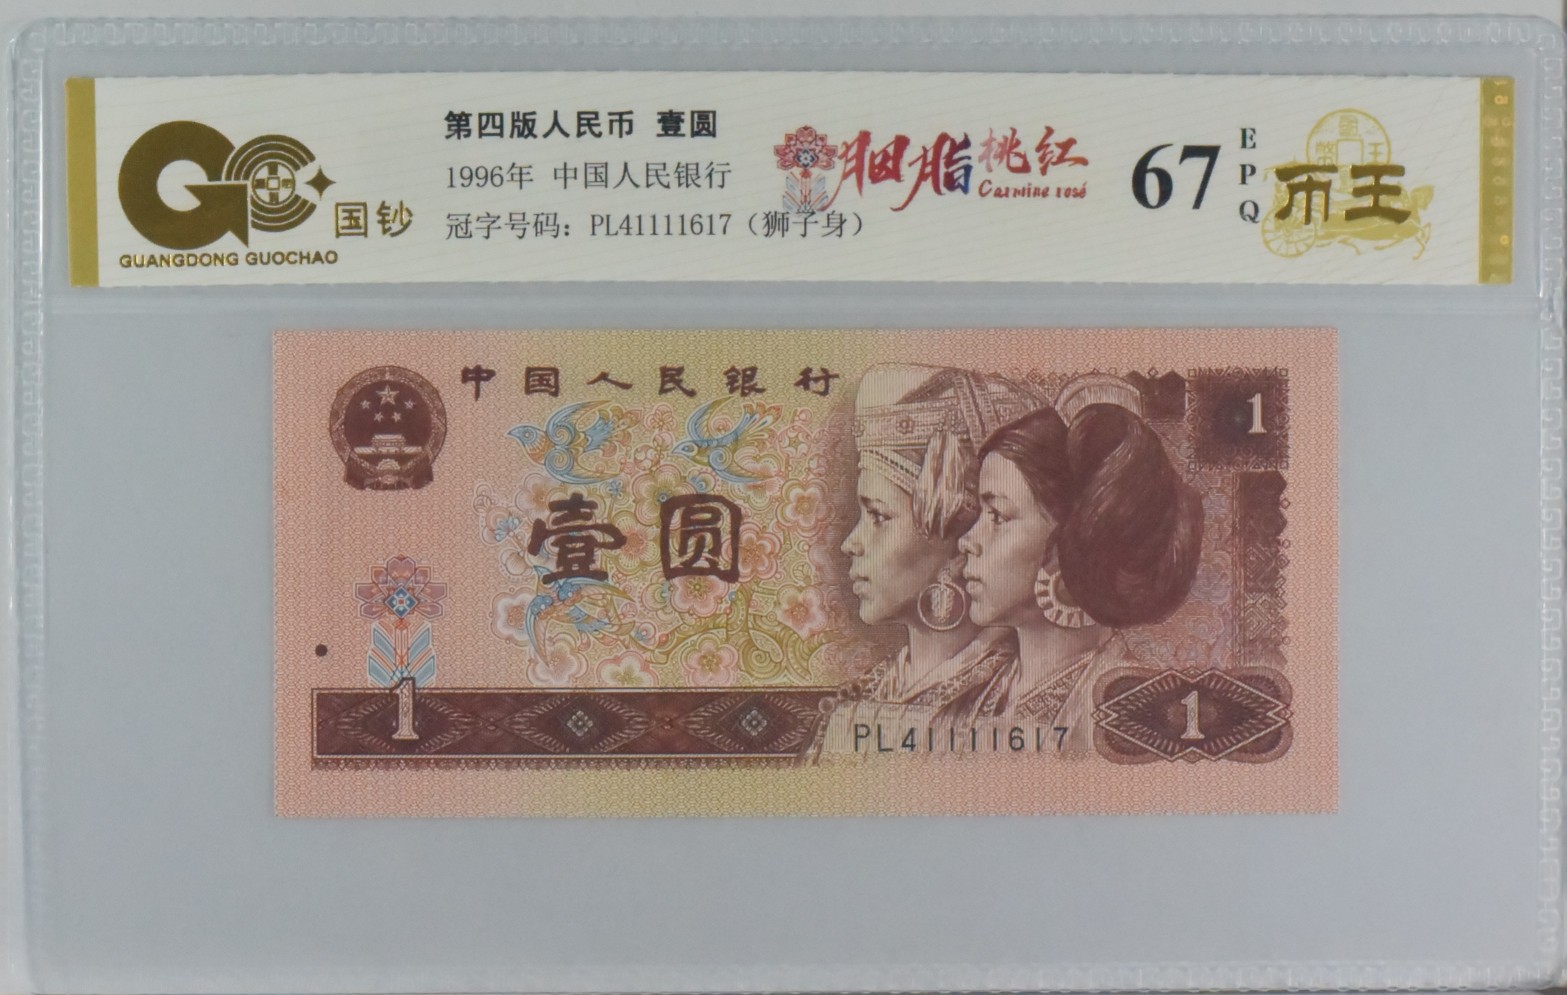 国钞
GUANGDONG GUOCHAO
第四版人民币 壹圆
1996年 中国人民银行
冠字号码：PL41111617（狮子身）
胭脂桃红
Carmine rosé
67
EPQ
币王
中国人民银行
1
壹圆
1
PL41111617
1